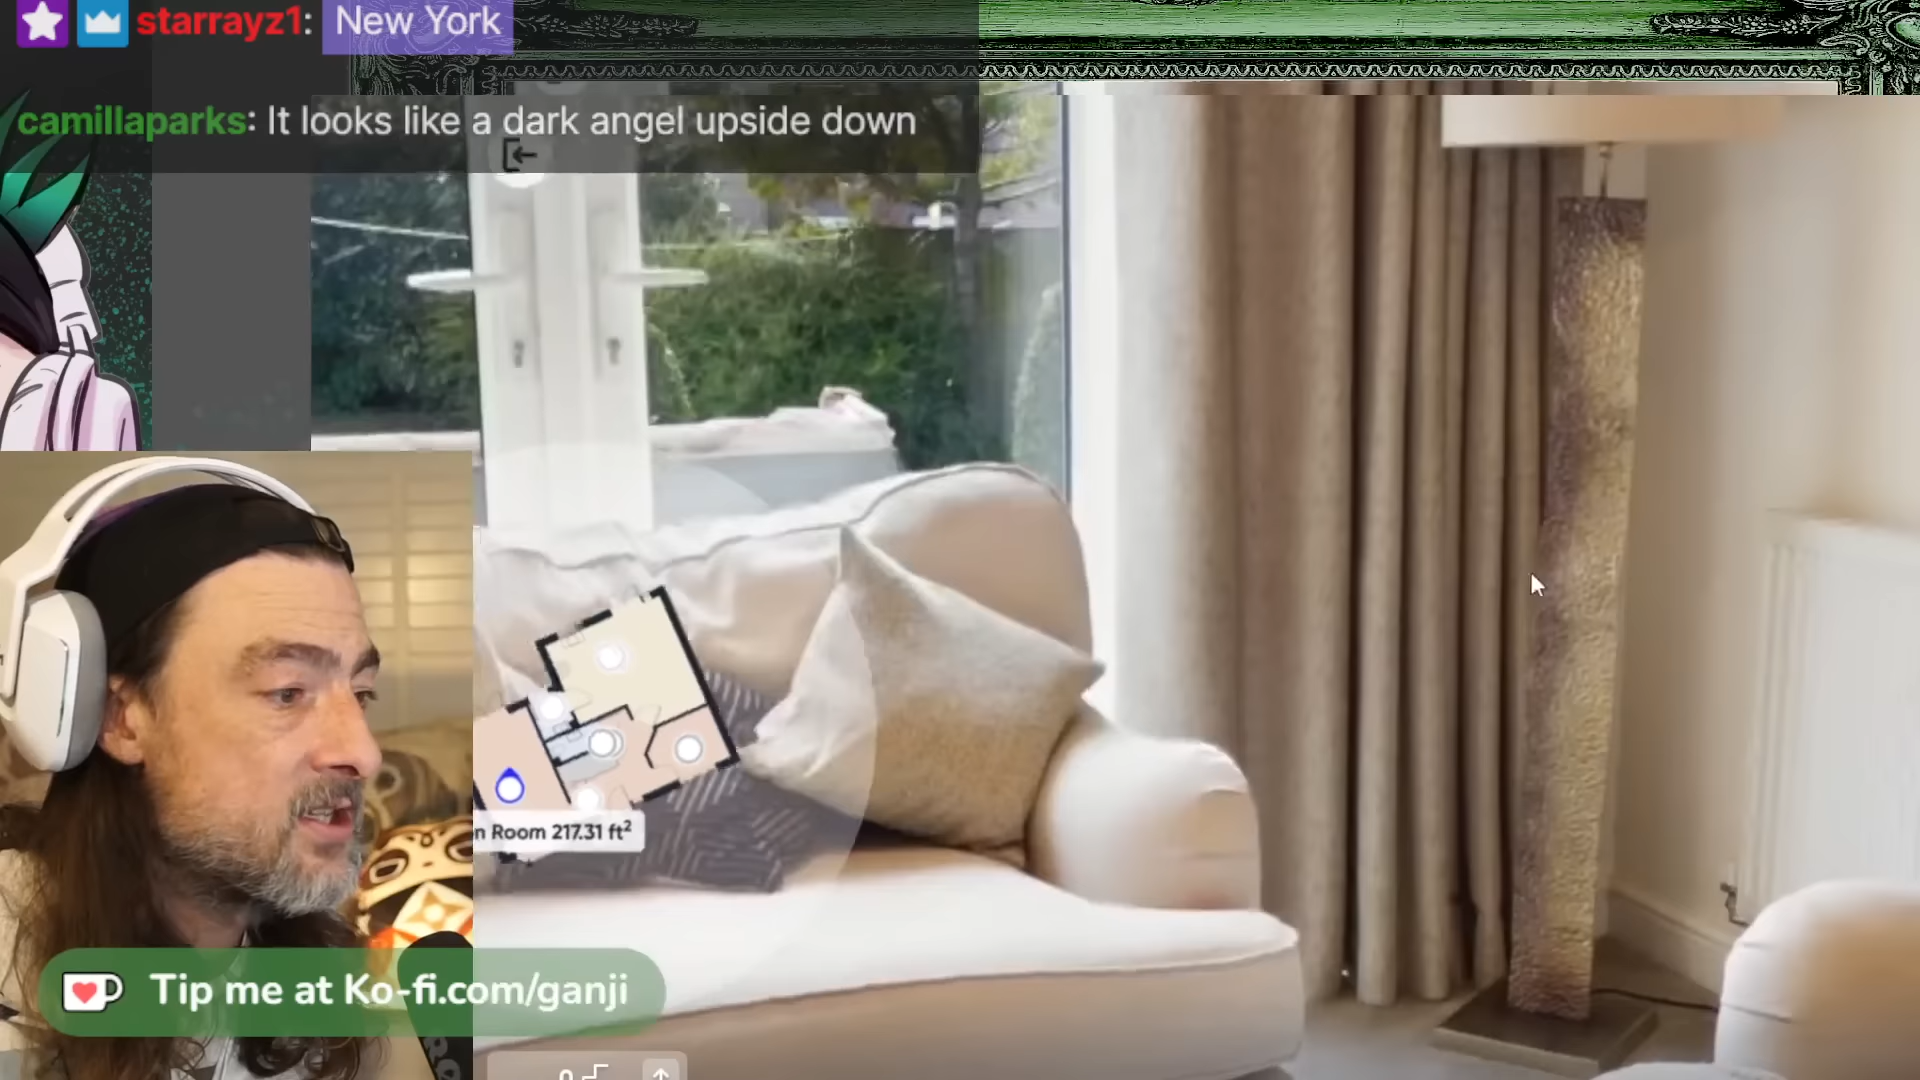 starrayz1: New York
camillaparks: It looks like a dark angel upside down
n Room 217.31 ft²
Tip me at Ko-fi.com/ganji